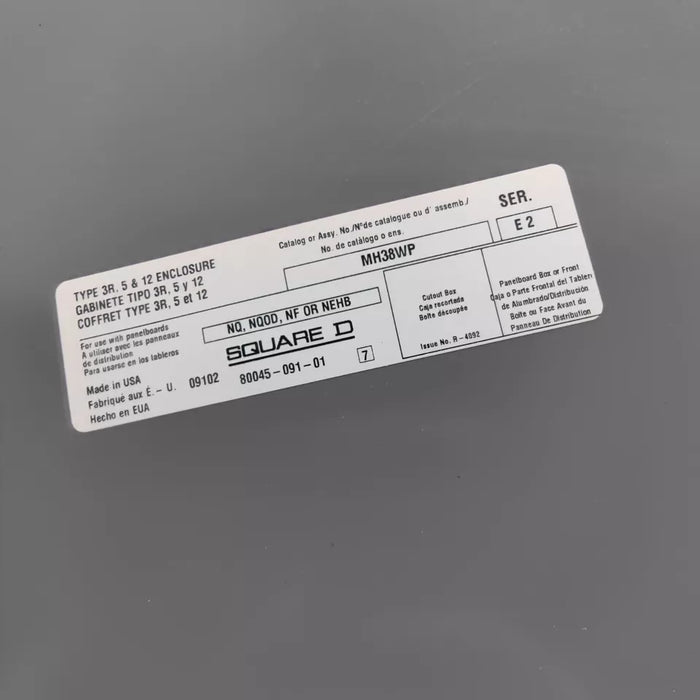 TYPE 3R, 5 & 12 ENCLOSURE
GABINETE TIPO 3R, 5 y 12
COFFRET TYPE 3R, 5 et 12
Catalog or Assy. No./N°de catalogue ou d' assemb./
No. de catálogo o ens.
MH38WP
SER.
E 2
For use with panelboards
A utiliser avec les panneaux
de distribution
Para usarse en los tableros
NQ, NQOD, NF OR NEHB
SQUARE D
Made in USA
Fabriqué aux É. - U.
Hecho en EUA
09102
80045-091-01
7
Cutout Box
Caja recortada
Boîte découpée
Issue No. R-4092
Panelboard Box or Front
Caja o Parte Frontal del Tablero
de Alumbrado/Distribución
Boîte ou Face Avant du
Panneau De Distribution